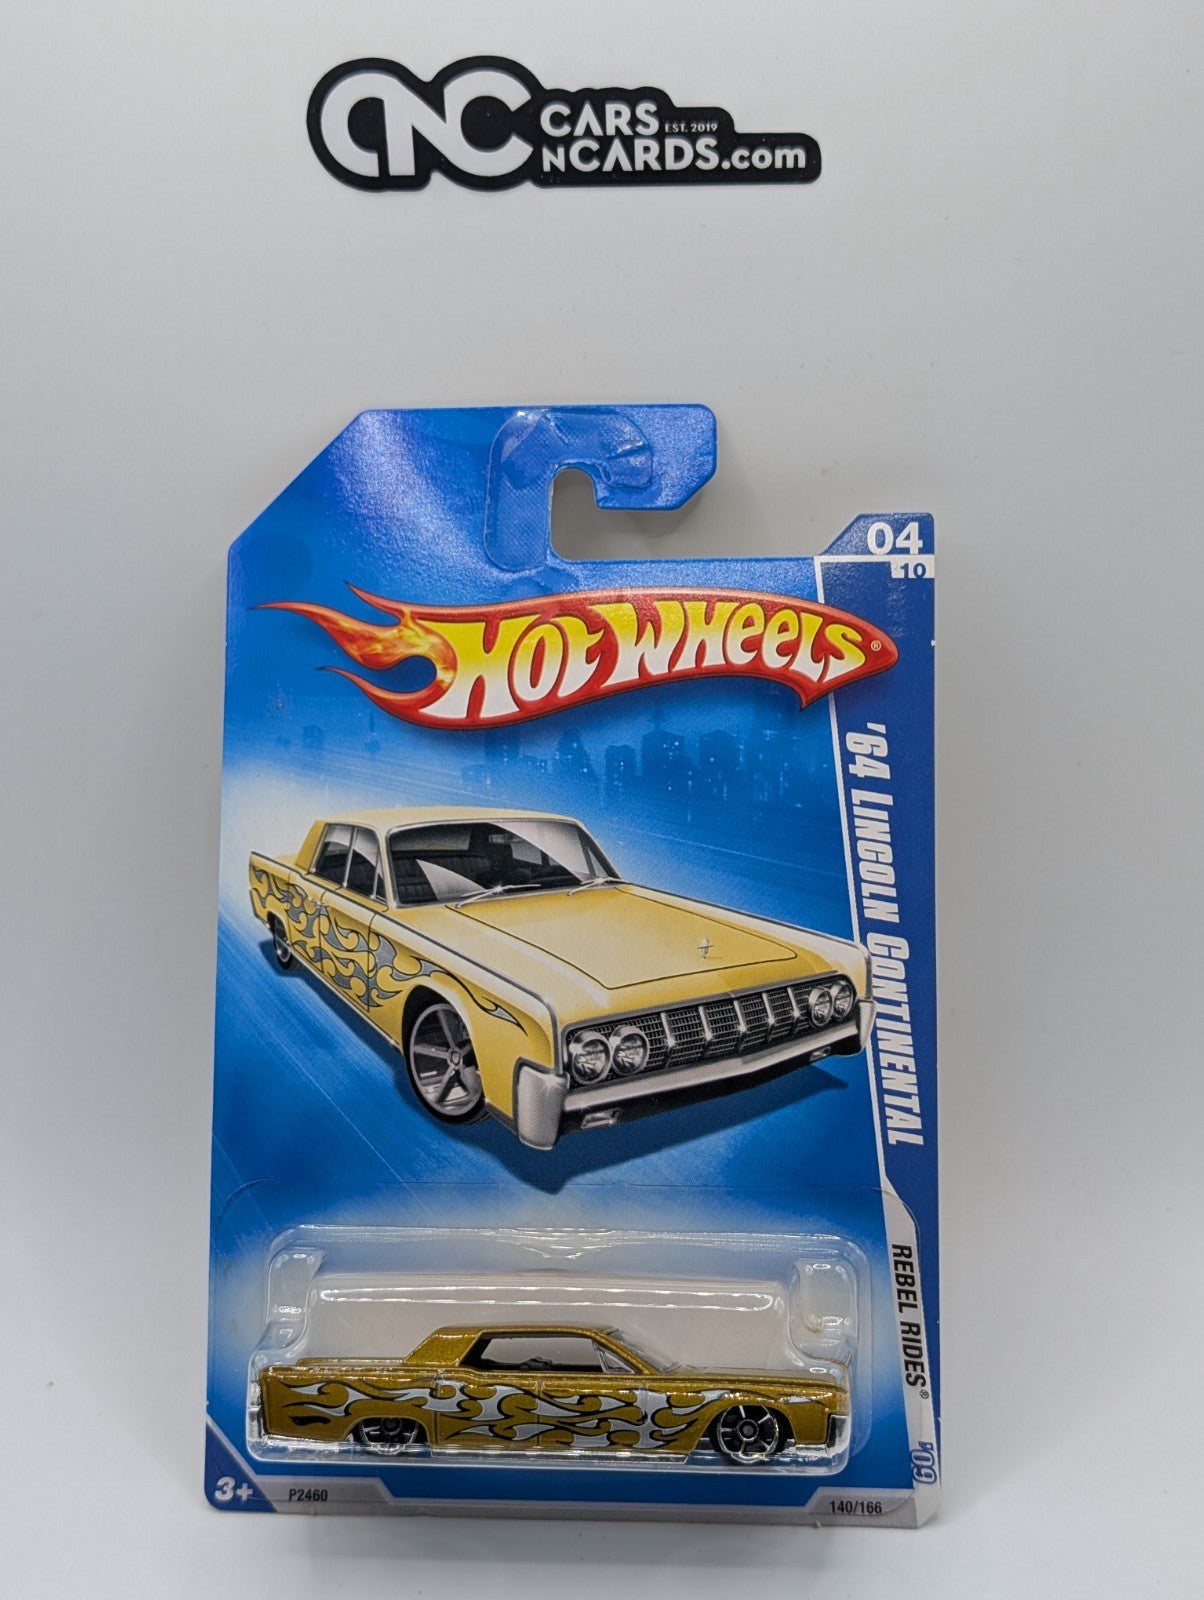 CNC CARS EST. 2019
NCARDS.com
04
10
HOT WHEELS®
'64 LINCOLN CONTINENTAL
REBEL RIDES®
'09
3+
P2460
140/166